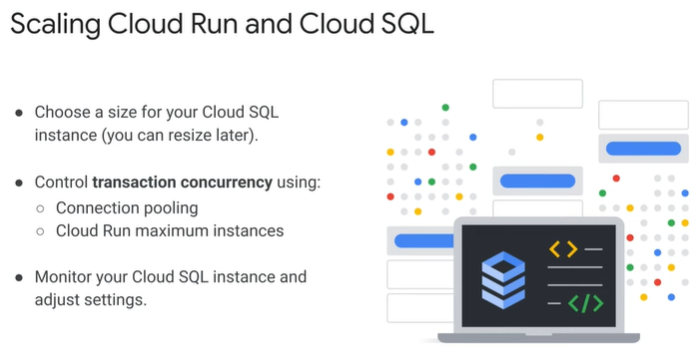 Scaling Cloud Run and Cloud SQL
● Choose a size for your Cloud SQL
instance (you can resize later).
● Control transaction concurrency using:
○ Connection pooling
○ Cloud Run maximum instances
● Monitor your Cloud SQL instance and
adjust settings.